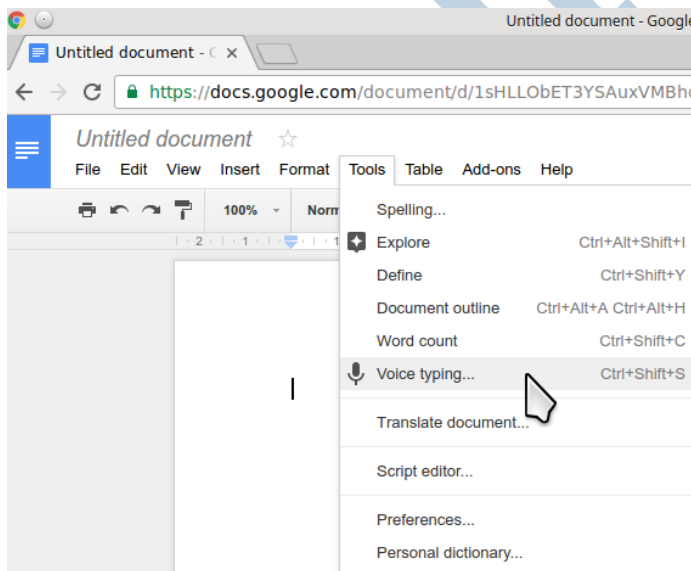 Untitled document - Google
Untitled document -
https://docs.google.com/document/d/1sHLLObET3YSAuxVMBh
Untitled document
File Edit View Insert Format Tools Table Add-ons Help
100% Norm
Spelling...
2 1 1
Explore Ctrl+Alt+Shift+I
Define Ctrl+Shift+Y
Document outline Ctrl+Alt+A Ctrl+Alt+H
Word count Ctrl+Shift+C
Voice typing... Ctrl+Shift+S
Translate document...
Script editor...
Preferences...
Personal dictionary...